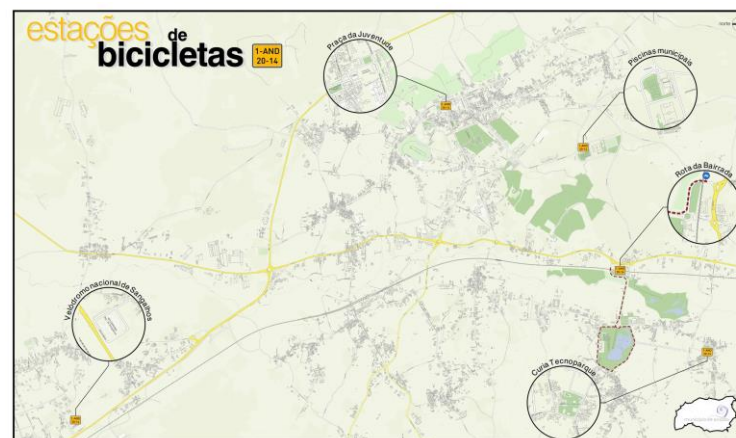 estações de
bicicletas
1-AND
20-14
Praça da Juventude
Piscinas municipais
Rota da Bairrada
Velódromo nacional de Sangalhos
Curia Tecnoparque